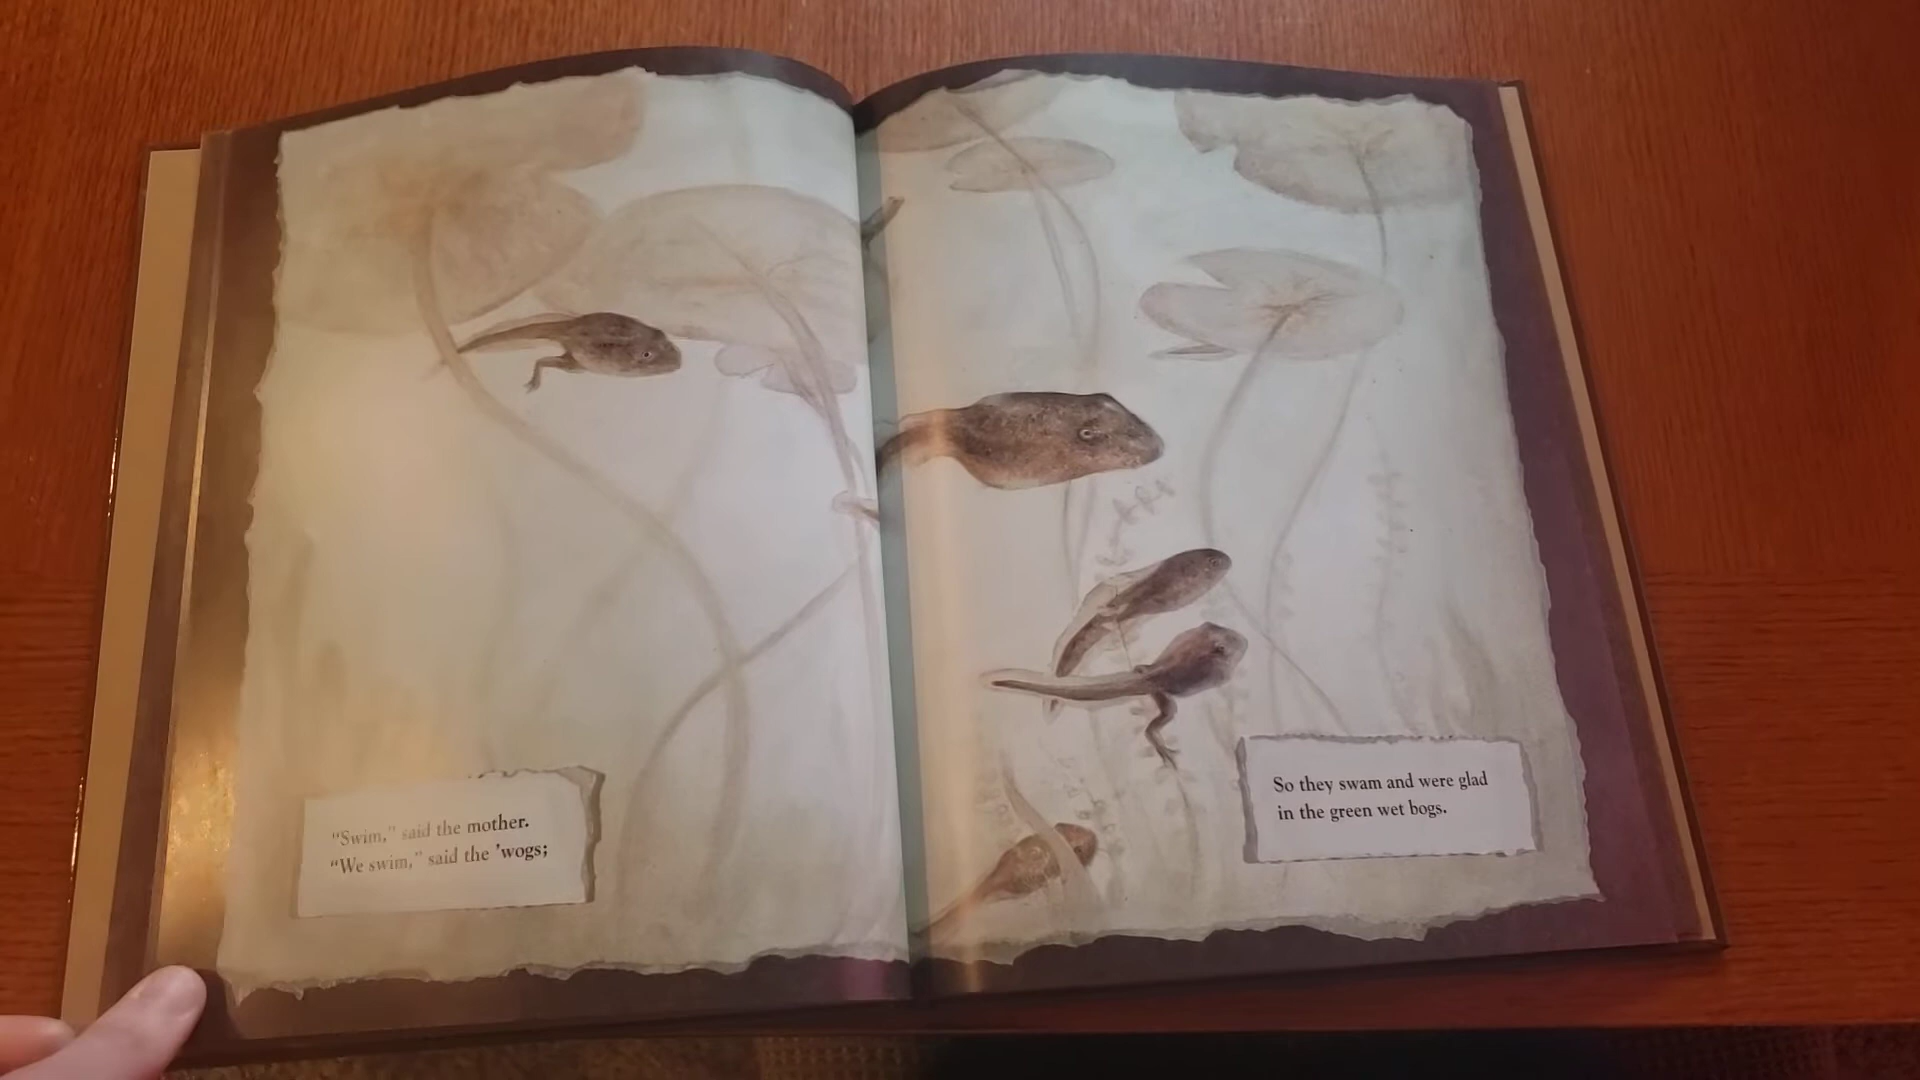 “Swim,” said the mother.
“We swim,” said the ’wogs;
So they swam and were glad
in the green wet bogs.